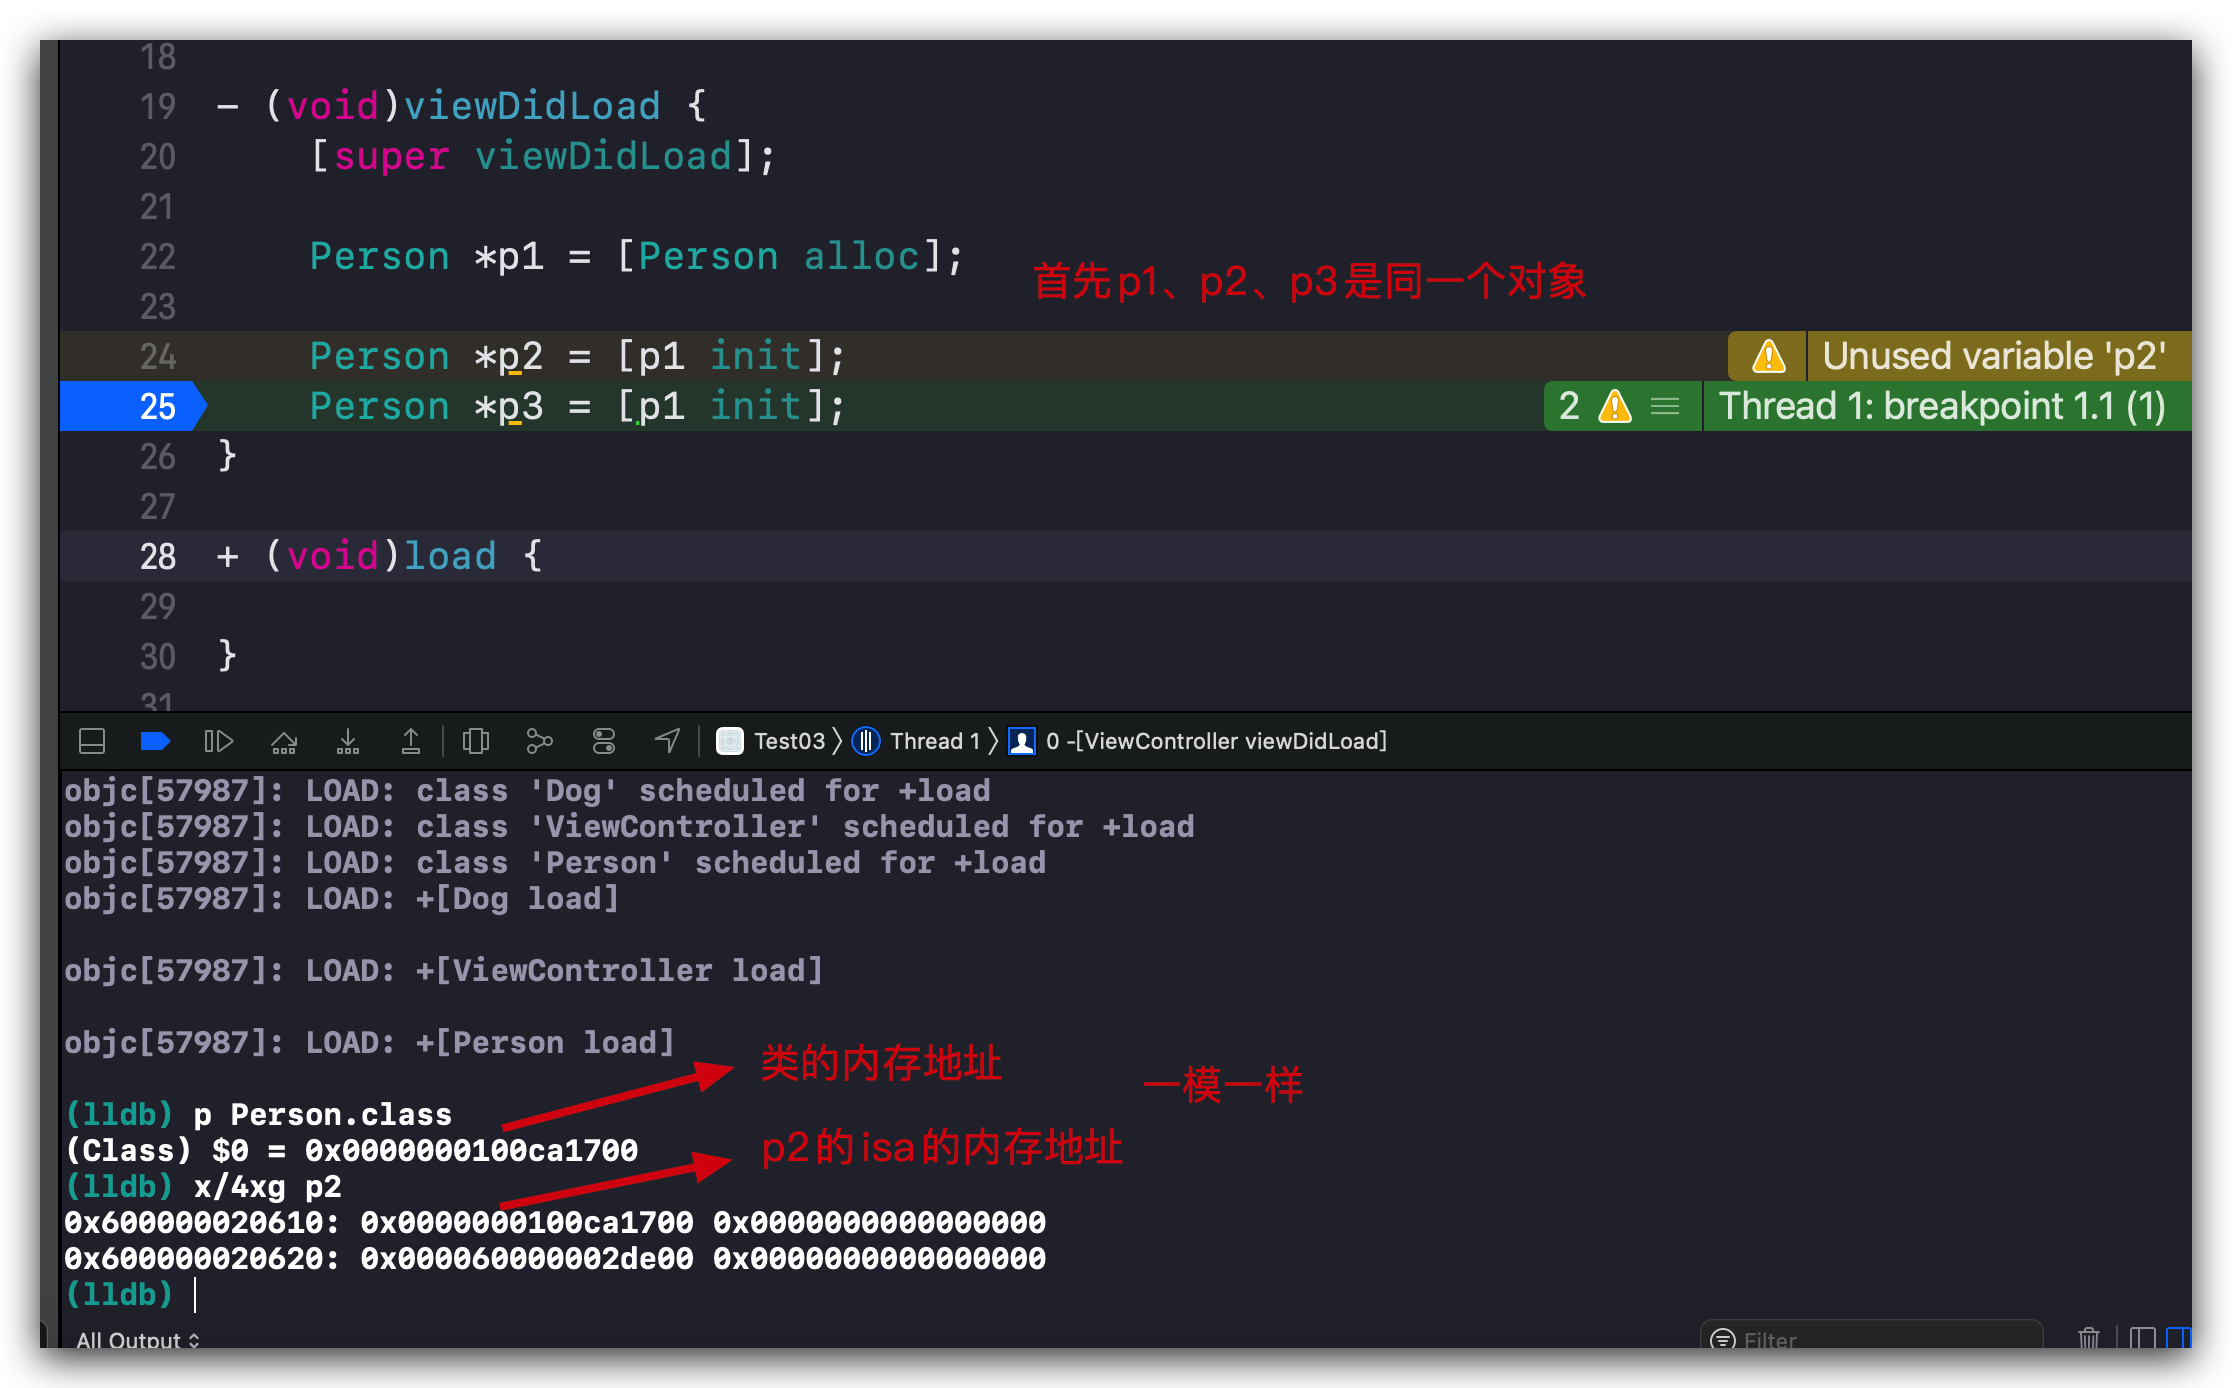 18
19 - (void)viewDidLoad {
20 [super viewDidLoad];
21
22 Person *p1 = [Person alloc];
首先p1、p2、p3是同一个对象
23
24 Person *p2 = [p1 init]; Unused variable 'p2'
25 Person *p3 = [p1 init]; 2 Thread 1: breakpoint 1.1 (1)
26 }
27
28 + (void)load {
29
30 }
31
Test03 〉 Thread 1 〉 0 -[ViewController viewDidLoad]
objc[57987]: LOAD: class 'Dog' scheduled for +load
objc[57987]: LOAD: class 'ViewController' scheduled for +load
objc[57987]: LOAD: class 'Person' scheduled for +load
objc[57987]: LOAD: +[Dog load]
objc[57987]: LOAD: +[ViewController load]
objc[57987]: LOAD: +[Person load]
类的内存地址
一模一样
(lldb) p Person.class
(Class) $0 = 0x0000000100ca1700
p2的isa的内存地址
(lldb) x/4xg p2
0x600000020610: 0x0000000100ca1700 0x0000000000000000
0x600000020620: 0x000060000002de00 0x0000000000000000
(lldb)
All Output Filter